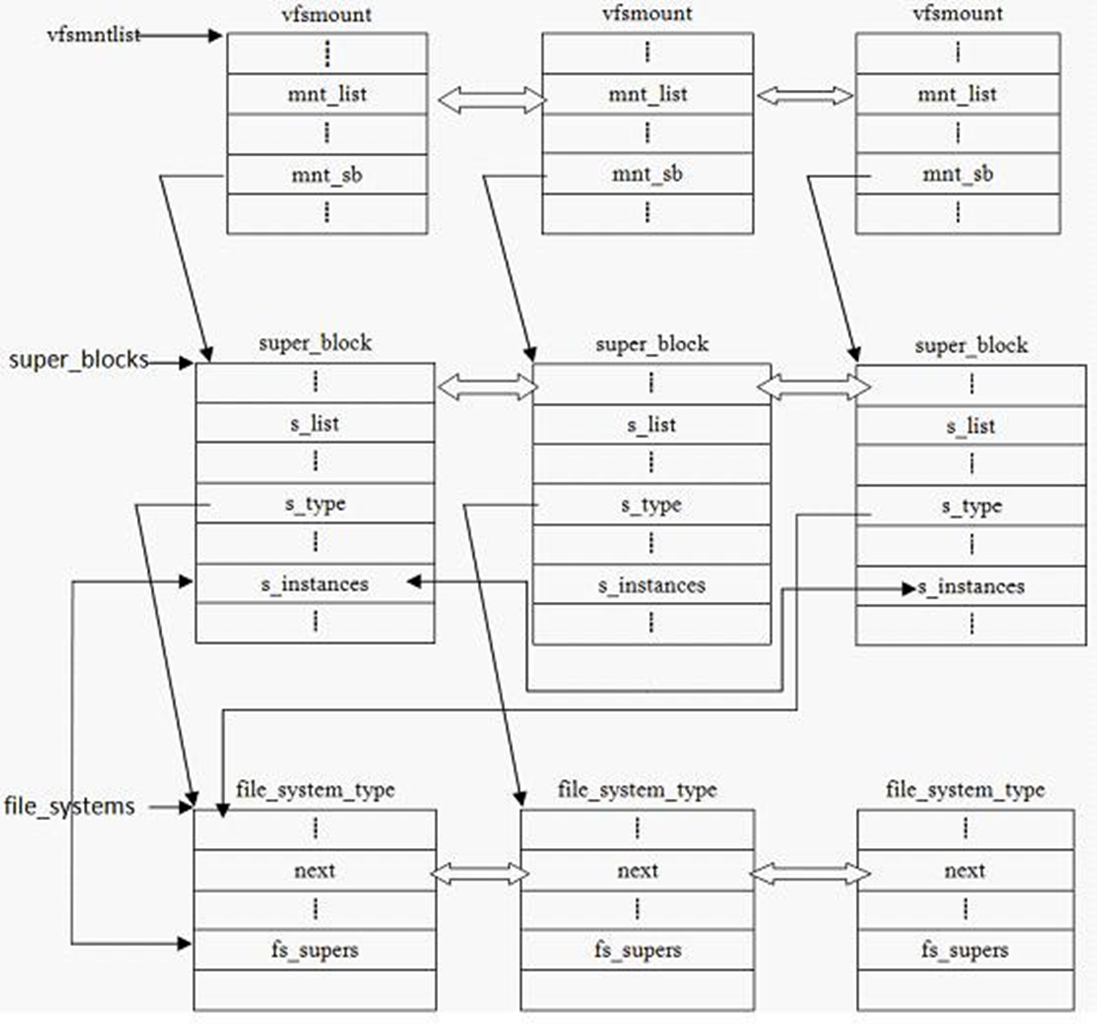 vfsmount vfsmount vfsmount
vfsmntlist
mnt_list mnt_list mnt_list
mnt_sb mnt_sb mnt_sb
super_block super_block super_block
super_blocks
s_list s_list s_list
s_type s_type s_type
s_instances s_instances s_instances
file_system_type file_system_type file_system_type
file_systems
next next next
fs_supers fs_supers fs_supers